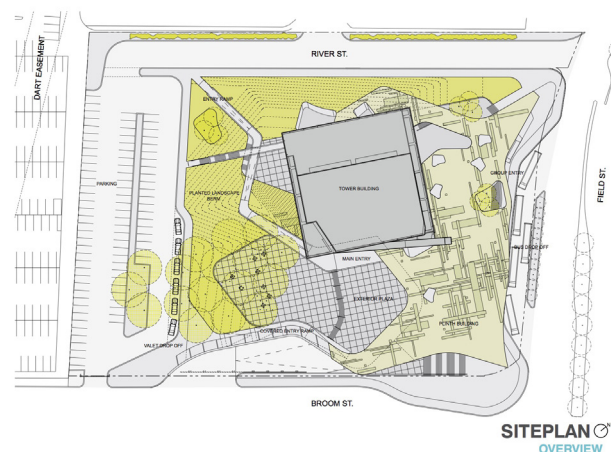 RIVER ST.
DART EASEMENT
ENTRY RAMP
PARKING
GROUP ENTRY
FIELD ST.
TOWER BUILDING
PLANTED LANDSCAPE
BERM
BUS DROP OFF
MAIN ENTRY
EXTERIOR PLAZA
PLINTH BUILDING
COVERED ENTRY RAMP
VALET DROP OFF
BROOM ST.
SITEPLAN N
OVERVIEW